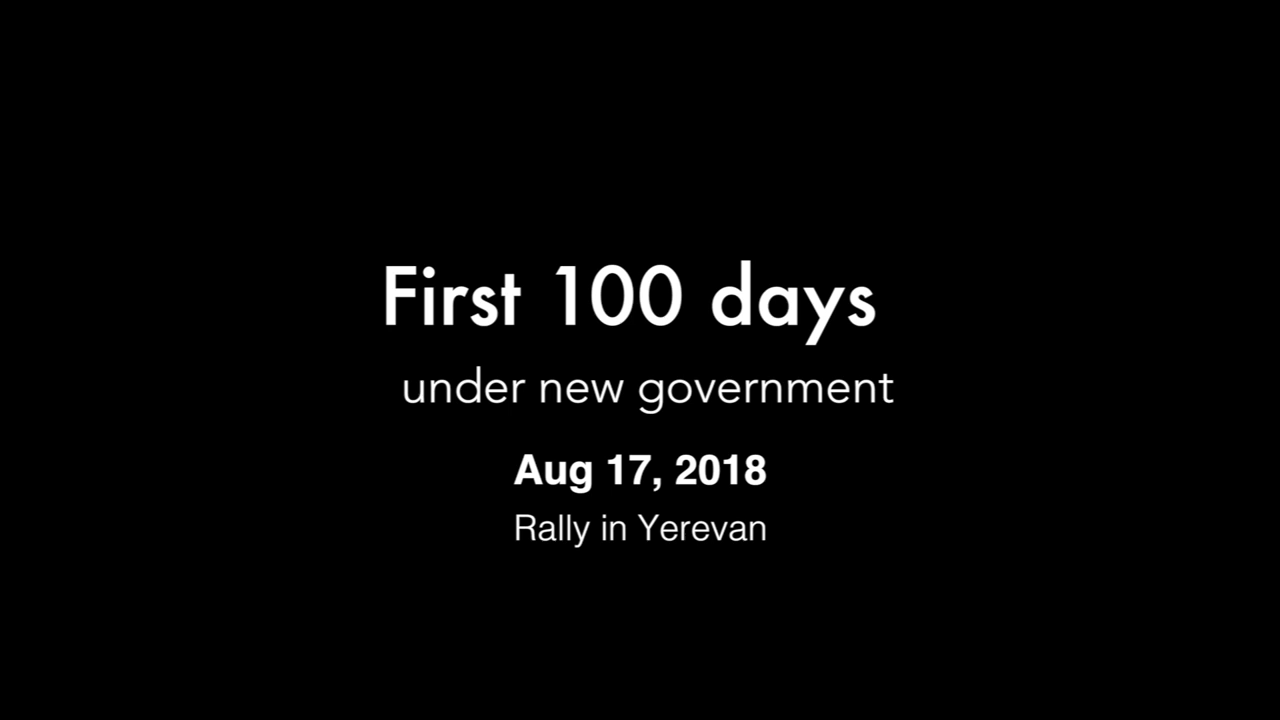 First 100 days
under new government
Aug 17, 2018
Rally in Yerevan